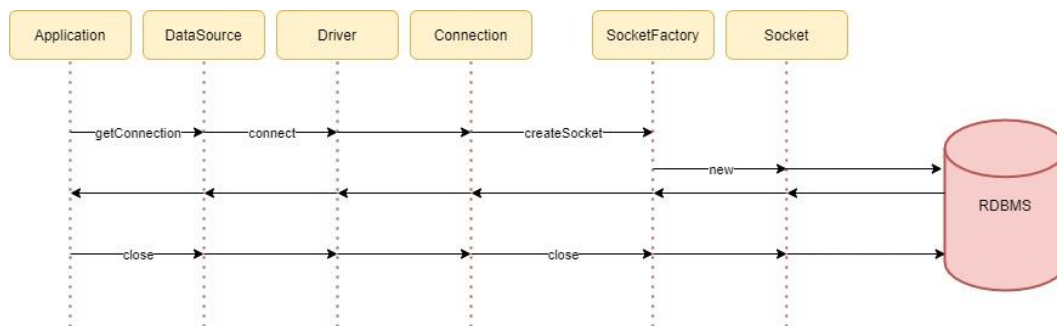 Application
DataSource
Driver
Connection
SocketFactory
Socket
getConnection
connect
createSocket
new
RDBMS
close
close